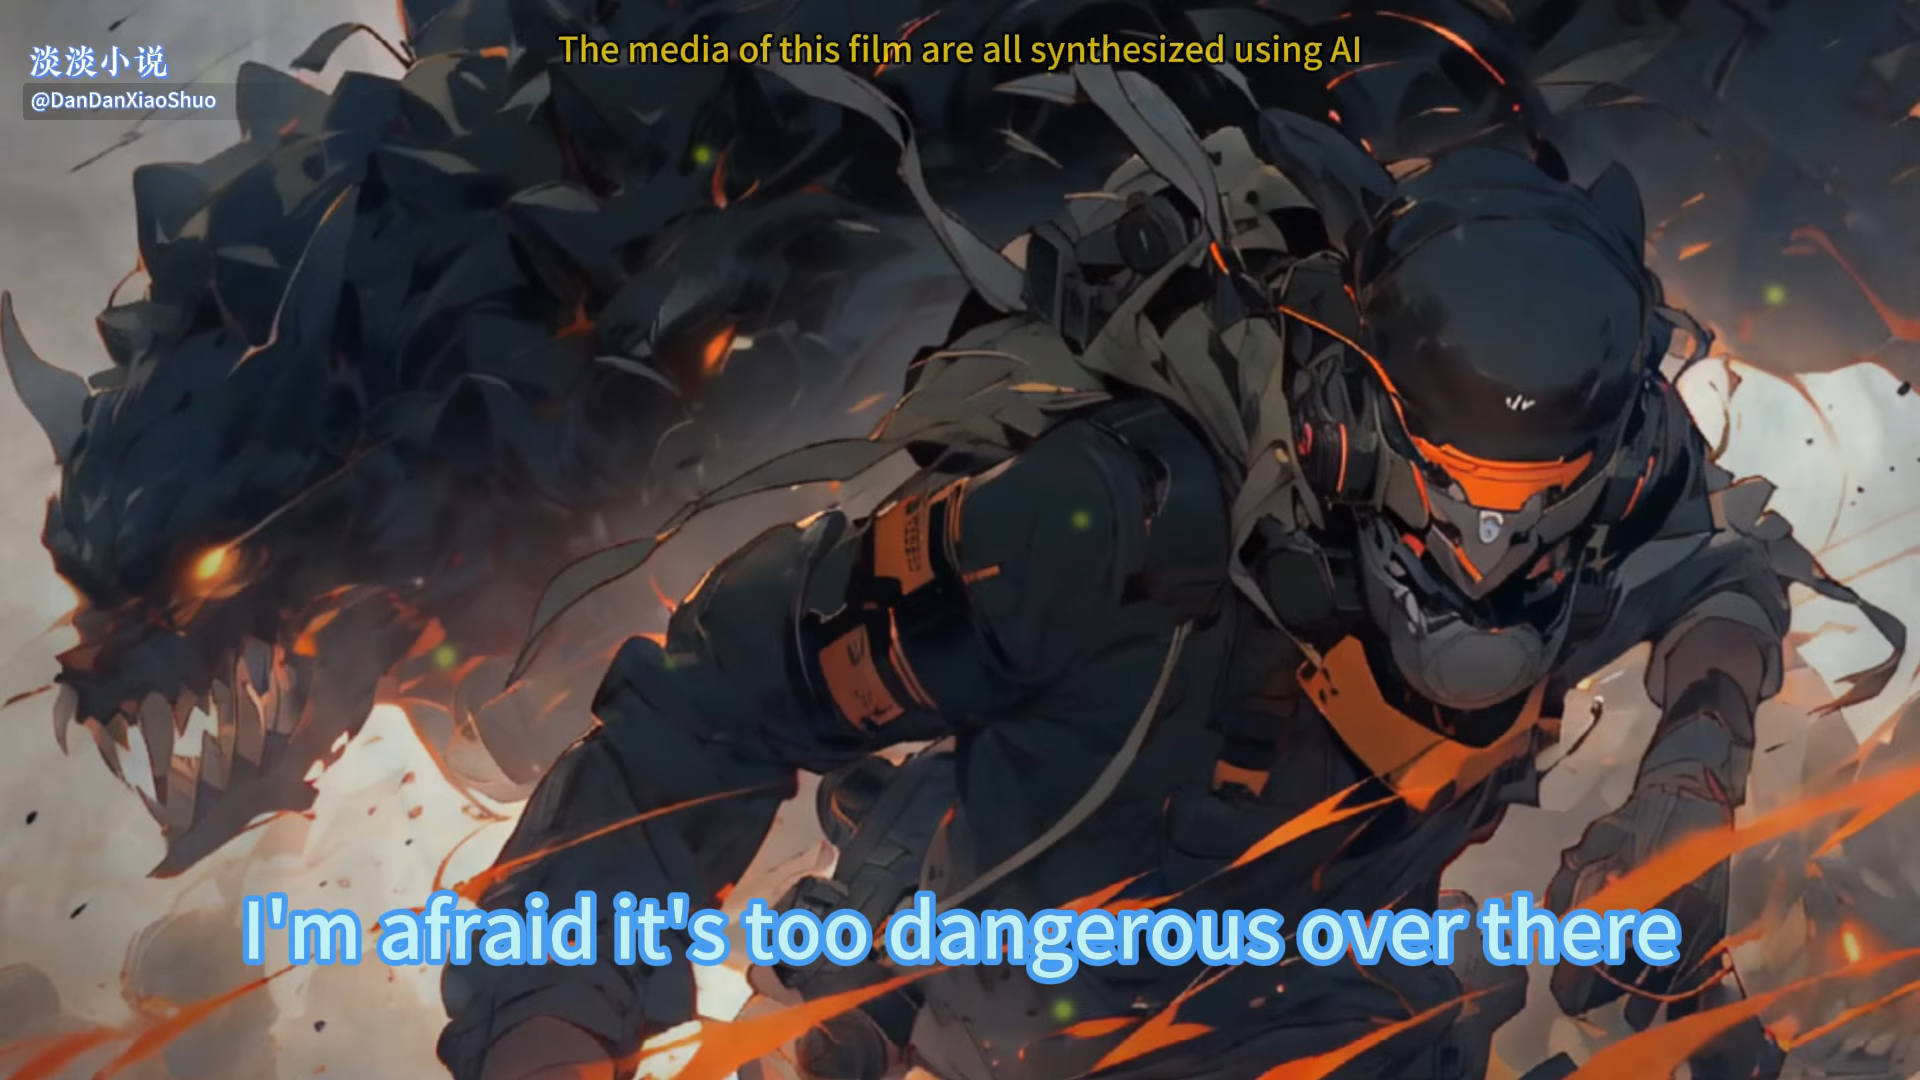 The media of this film are all synthesized using AI
淡淡小说
@DanDanXiaoShuo
I'm afraid it's too dangerous over there